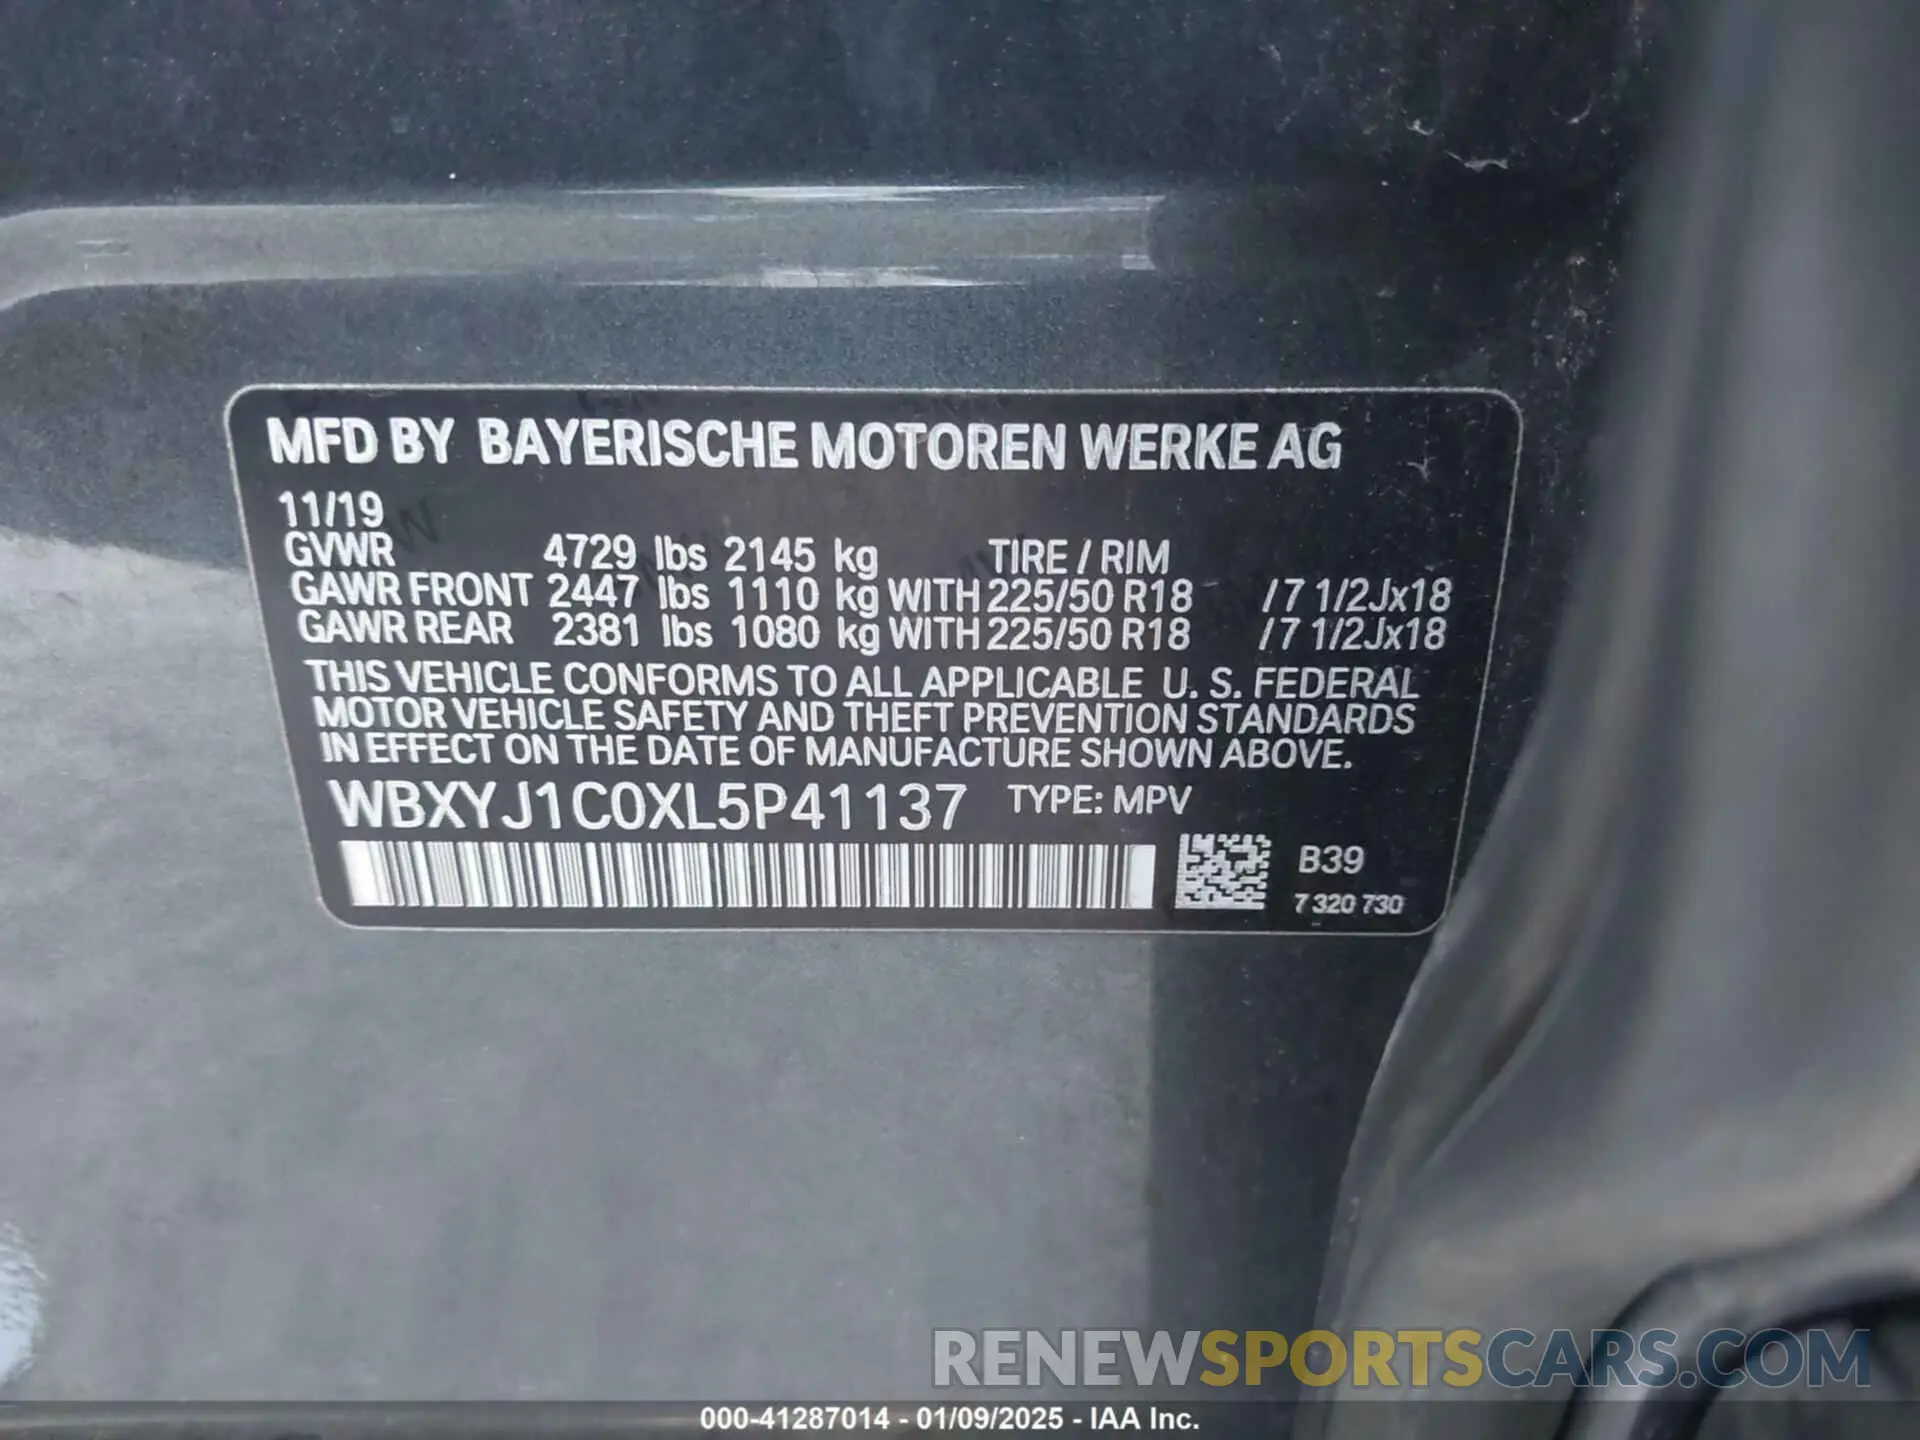 MFD BY BAYERISCHE MOTOREN WERKE AG
11/19
GVWR 4729 lbs 2145 kg TIRE / RIM
GAWR FRONT 2447 lbs 1110 kg WITH 225/50 R18 /7 1/2Jx18
GAWR REAR 2381 lbs 1080 kg WITH 225/50 R18 /7 1/2Jx18
THIS VEHICLE CONFORMS TO ALL APPLICABLE U. S. FEDERAL
MOTOR VEHICLE SAFETY AND THEFT PREVENTION STANDARDS
IN EFFECT ON THE DATE OF MANUFACTURE SHOWN ABOVE.
WBXYJ1C0XL5P41137 TYPE: MPV
B39
7 320 730
RENEWSPORTSCARS.COM
000-41287014 - 01/09/2025 - IAA Inc.